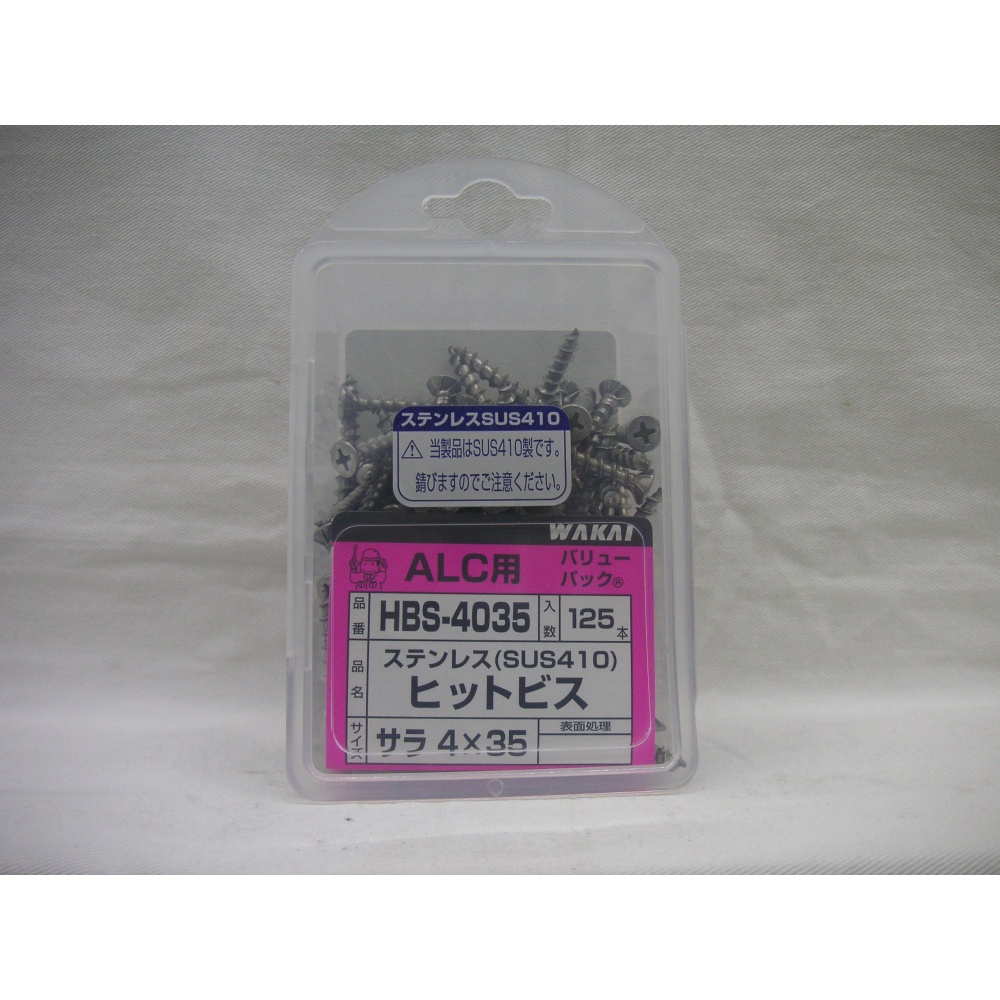 ステンレスSUS410
⚠ 当製品はSUS410製です。
錆びますのでご注意ください。
WAKAI
ALC用
バリュー
パック®
品番
HBS-4035
入数
125本
品名
ステンレス(SUS410)
ヒットビス
サイズ
サラ 4×35
表面処理